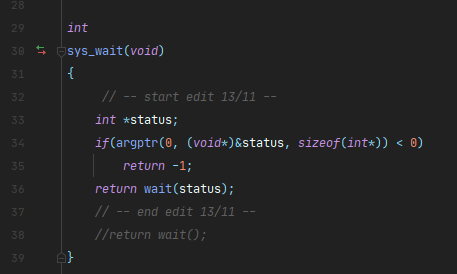 28
29 int
30 sys_wait(void)
31 {
32 // -- start edit 13/11 --
33 int *status;
34 if(argptr(0, (void*)&status, sizeof(int*)) < 0)
35 return -1;
36 return wait(status);
37 // -- end edit 13/11 --
38 //return wait();
39 }